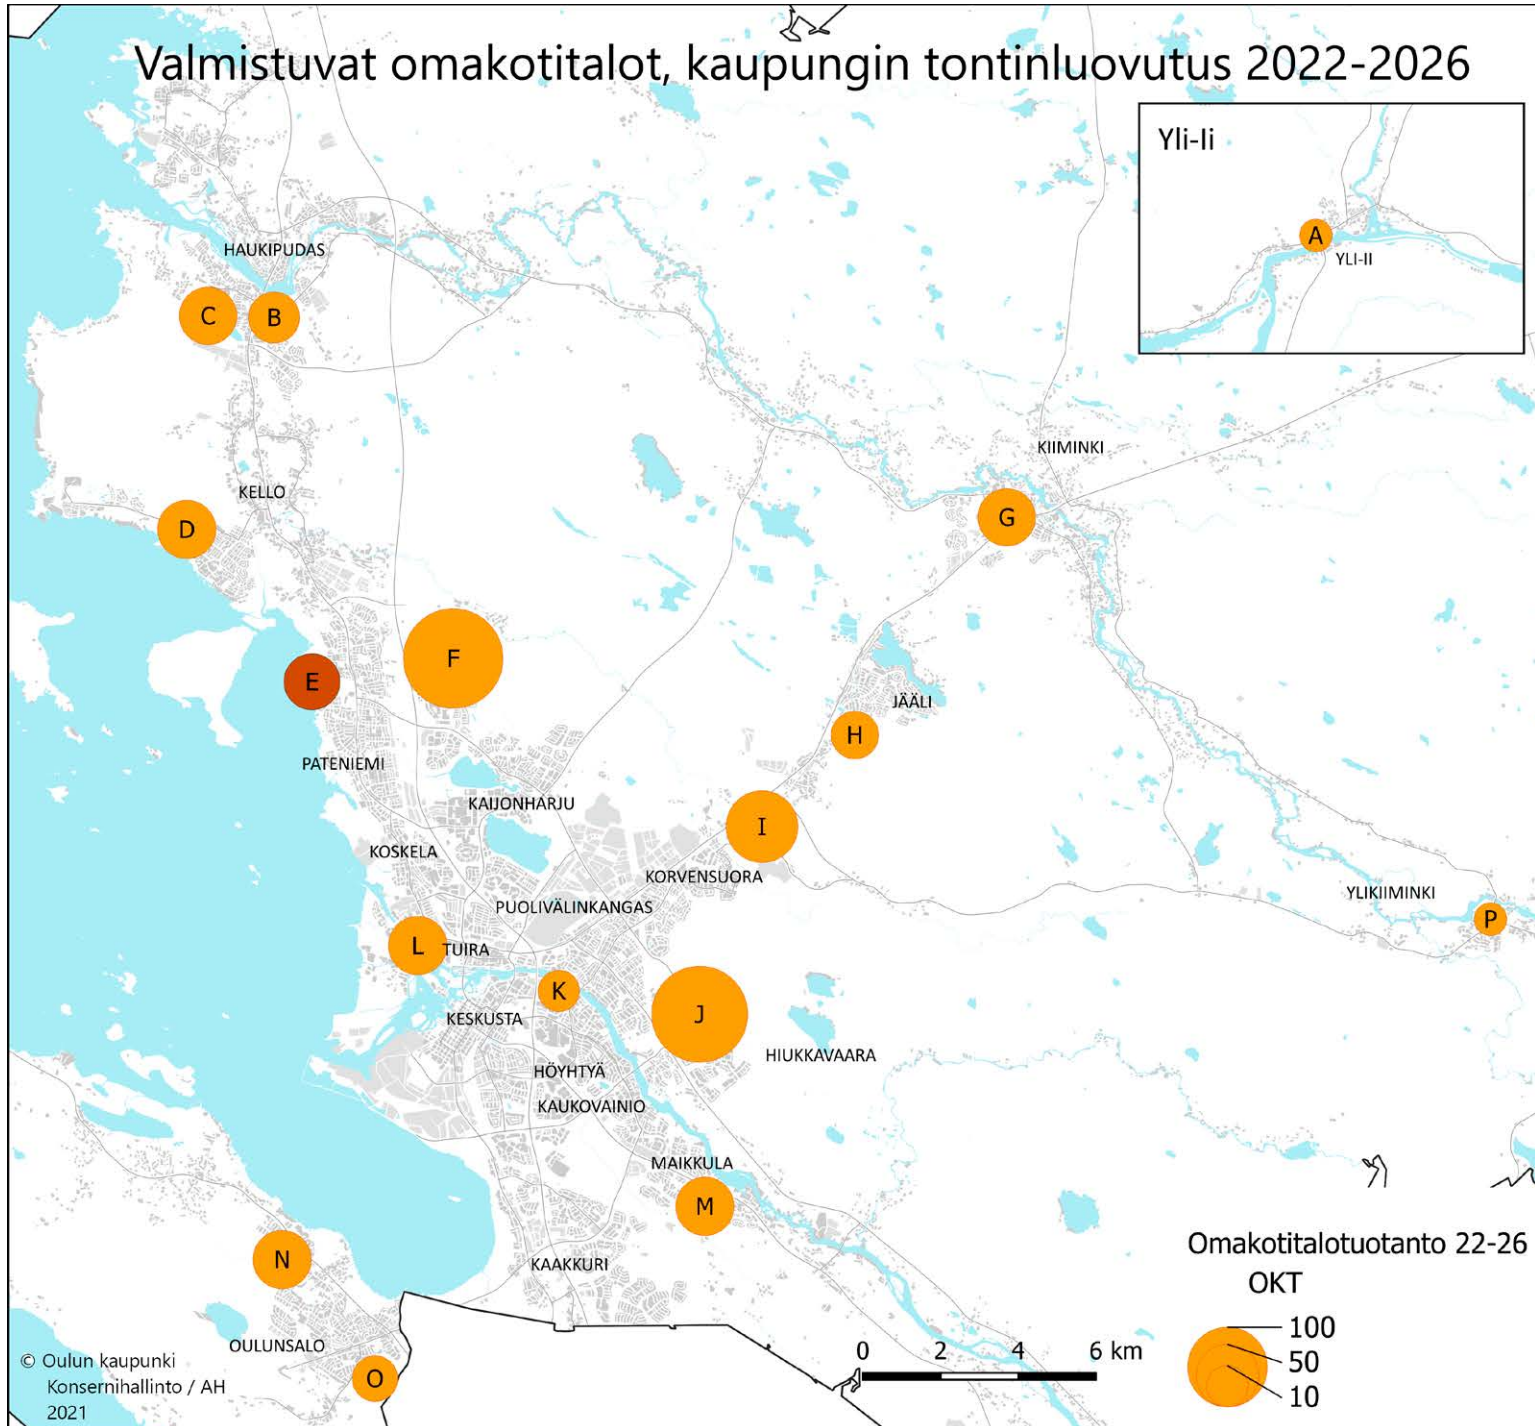 Valmistuvat omakotitalot, kaupungin tontinluovutus 2022-2026
Yli-Ii
A
YLI-II
HAUKIPUDAS
C
B
KIIMINKI
KELLO
G
D
F
E
JÄÄLI
H
PATENIEMI
KAIJONHARJU
I
KOSKELA
KORVENSUORA
YLIKIIMINKI
PUOLIVÄLINKANGAS
P
L
TUIRA
K
J
KESKUSTA
HIUKKAVAARA
HÖYHTYÄ
KAUKOVAINIO
MAIKKULA
M
N
KAAKKURI
OULUNSALO
O
Omakotitalotuotanto 22-26
OKT
100
50
10
0 2 4 6 km
© Oulun kaupunki
Konsernihallinto / AH
2021